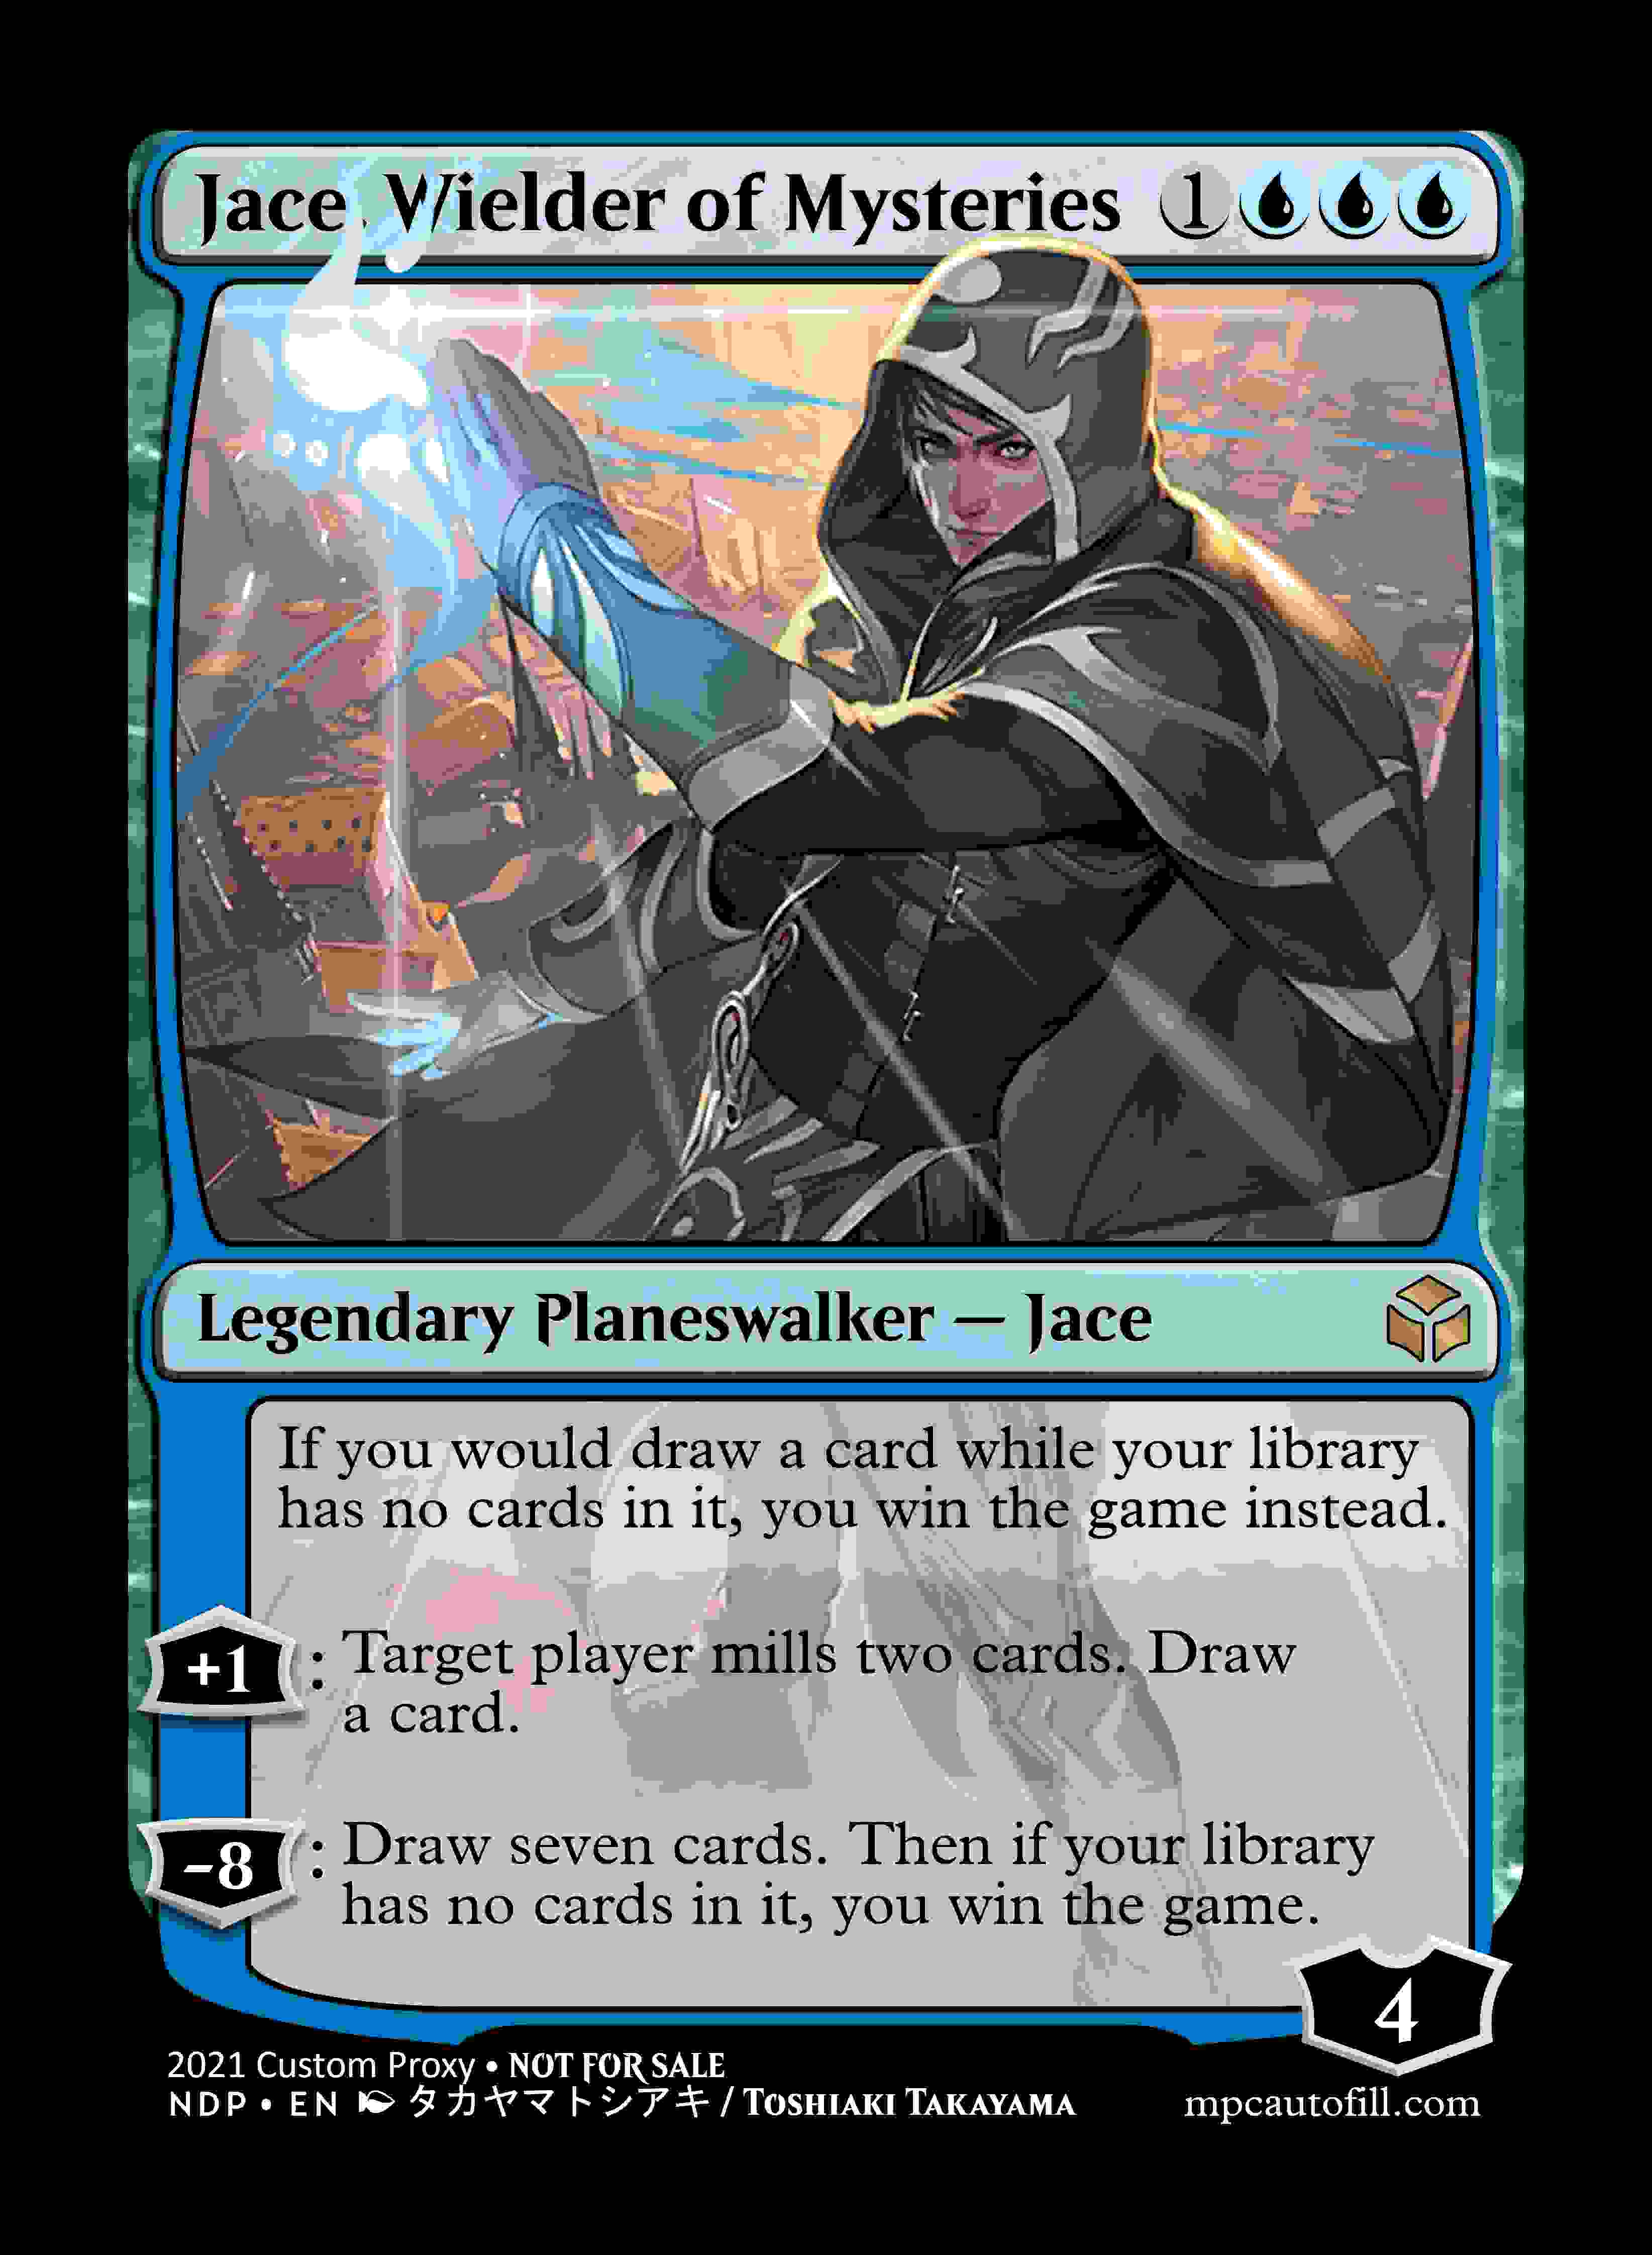 Jace, Wielder of Mysteries 1
Legendary Planeswalker — Jace
If you would draw a card while your library
has no cards in it, you win the game instead.
+1 : Target player mills two cards. Draw
a card.
−8 : Draw seven cards. Then if your library
has no cards in it, you win the game.
4
2021 Custom Proxy • NOT FOR SALE
NDP • EN タカヤマトシアキ / TOSHIAKI TAKAYAMA mpcautofill.com